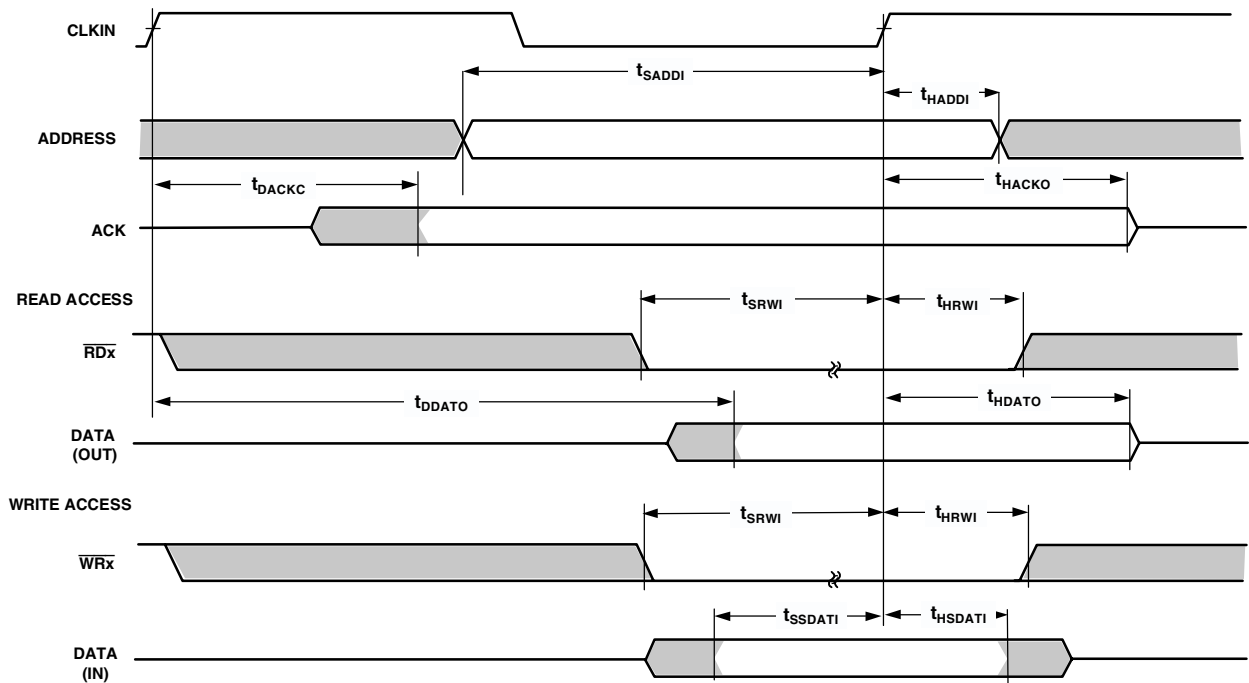 CLKIN
tSADDI
tHADDI
ADDRESS
tDACKC
tHACKO
ACK
READ ACCESS
tSRWI
tHRWI
RDx
tDDATO
tHDATO
DATA
(OUT)
WRITE ACCESS
tSRWI
tHRWI
WRx
tSSDATI
tHSDATI
DATA
(IN)